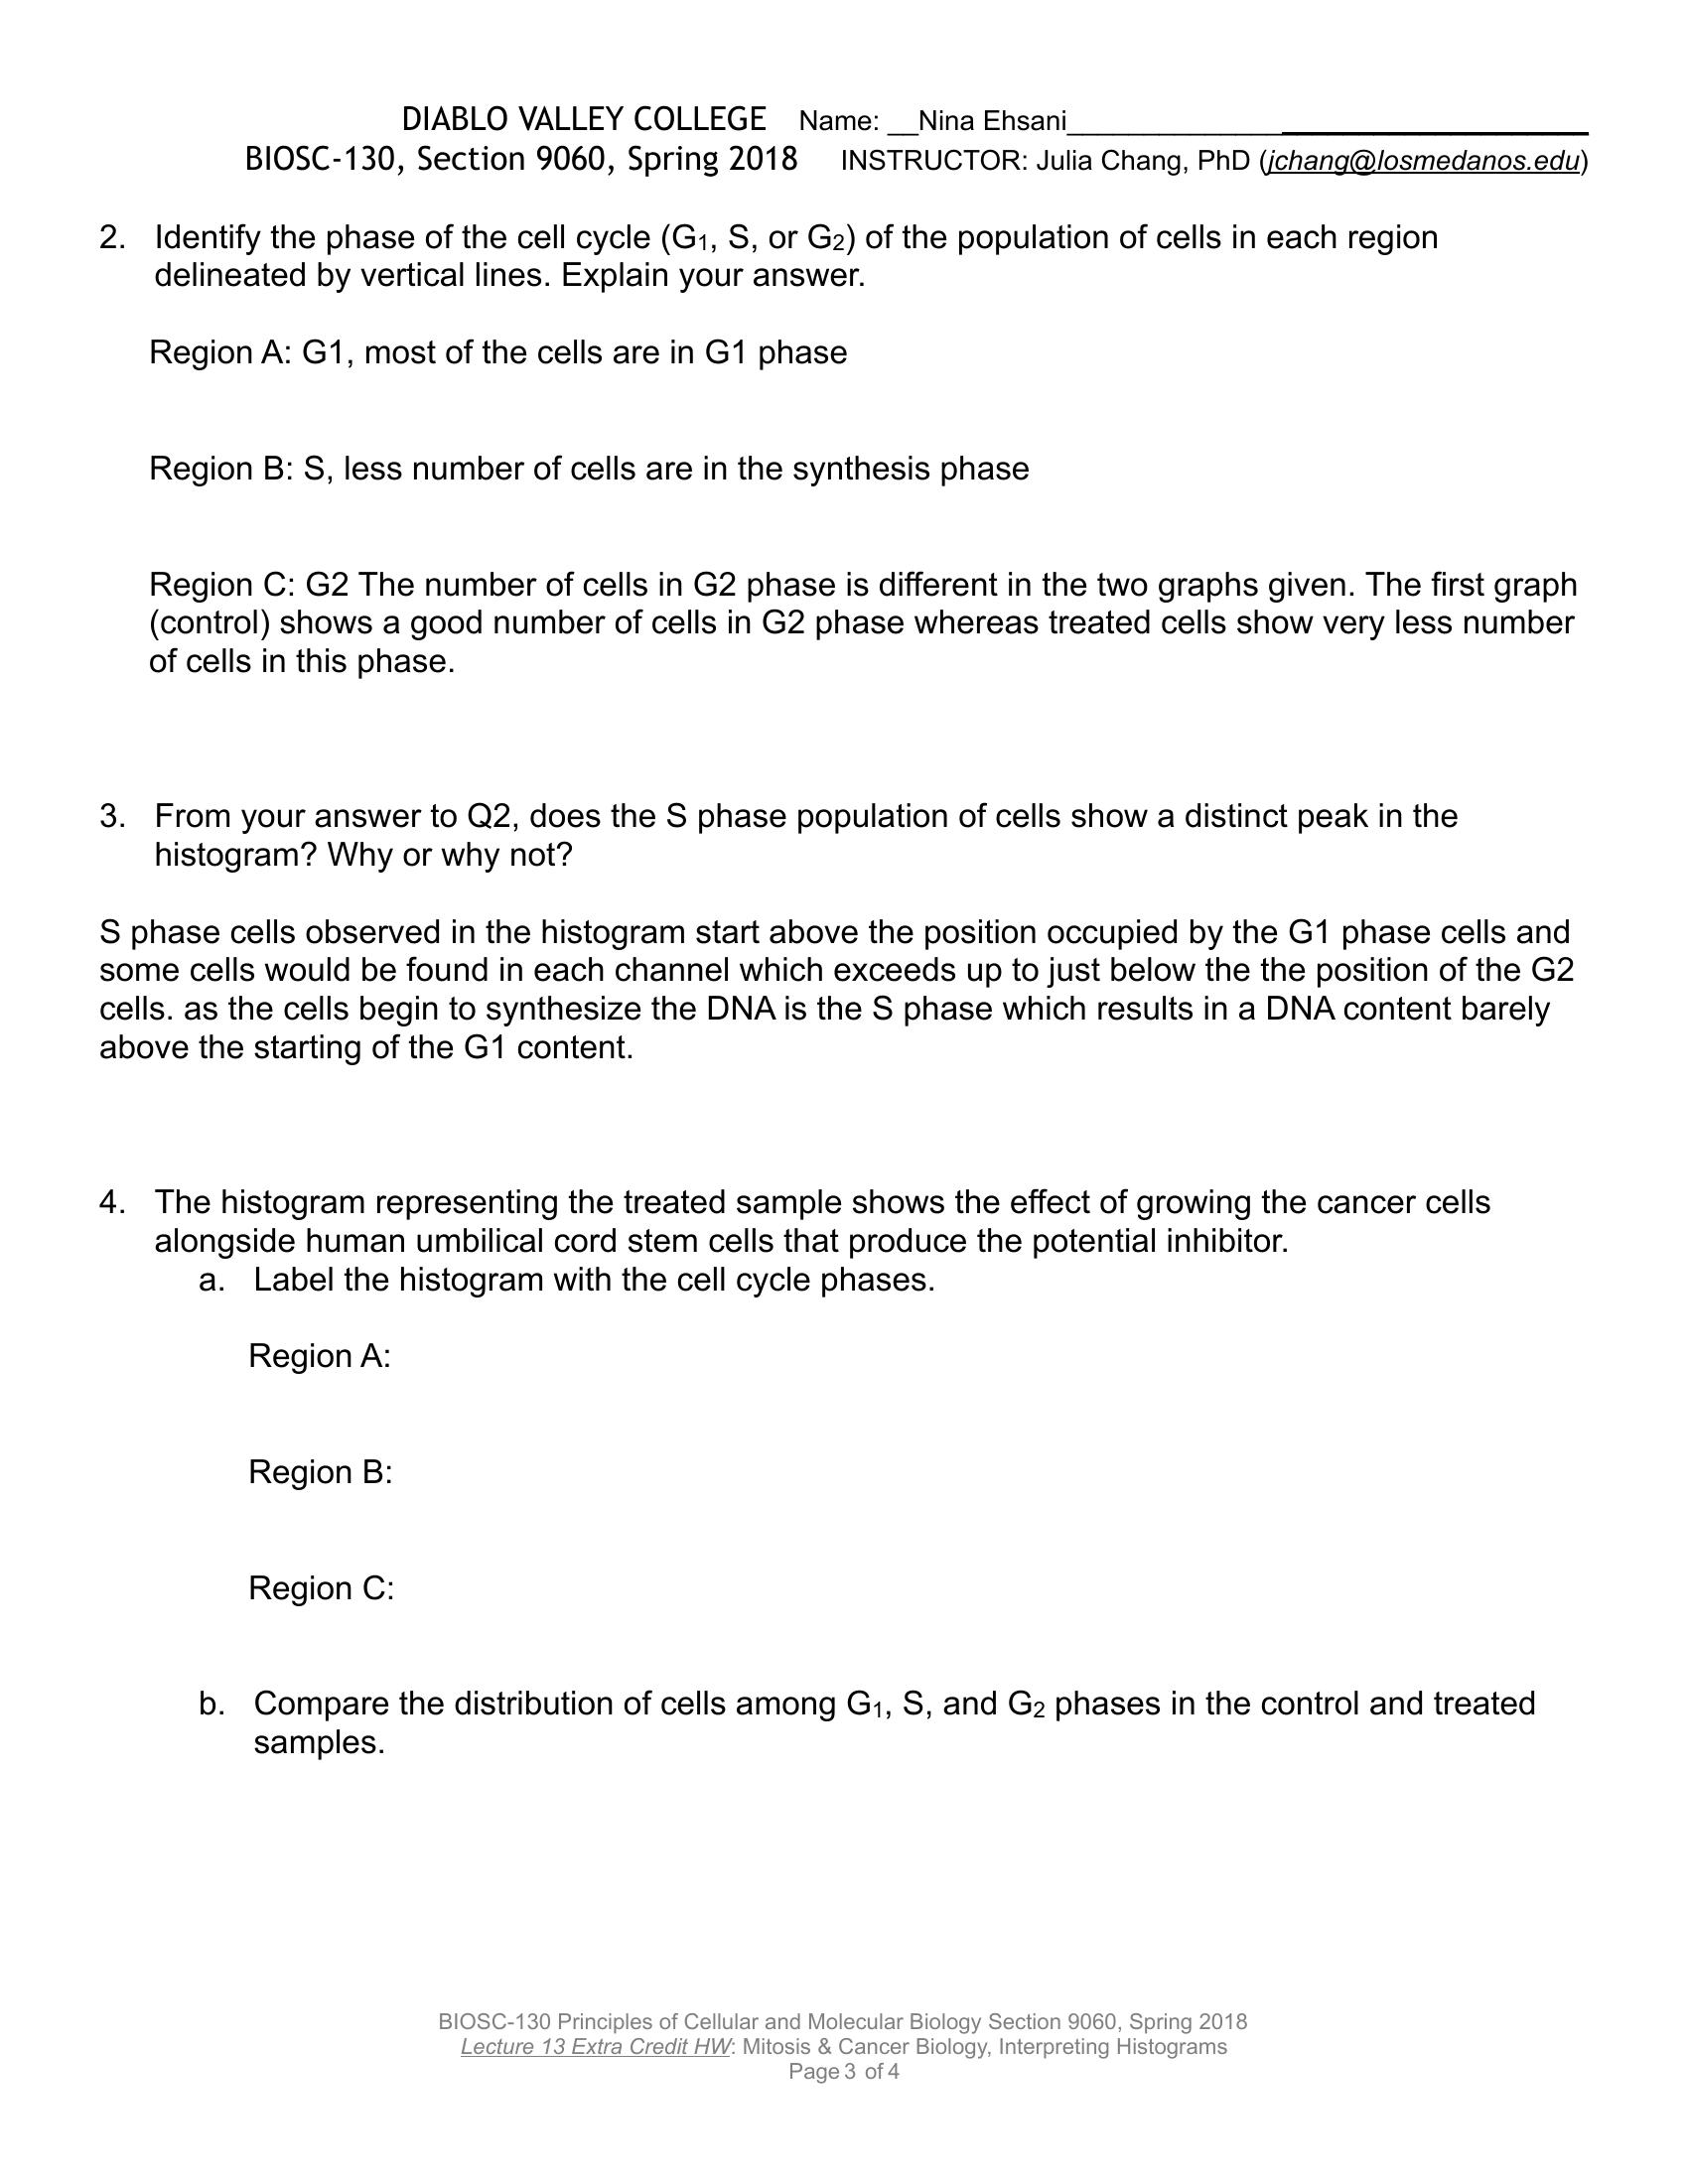 DIABLO VALLEY COLLEGE Name: __Nina Ehsani__________________________________
BIOSC-130, Section 9060, Spring 2018 INSTRUCTOR: Julia Chang, PhD (jchang@losmedanos.edu)
2. Identify the phase of the cell cycle (G1, S, or G2) of the population of cells in each region
delineated by vertical lines. Explain your answer.
Region A: G1, most of the cells are in G1 phase
Region B: S, less number of cells are in the synthesis phase
Region C: G2 The number of cells in G2 phase is different in the two graphs given. The first graph
(control) shows a good number of cells in G2 phase whereas treated cells show very less number
of cells in this phase.
3. From your answer to Q2, does the S phase population of cells show a distinct peak in the
histogram? Why or why not?
S phase cells observed in the histogram start above the position occupied by the G1 phase cells and
some cells would be found in each channel which exceeds up to just below the the position of the G2
cells. as the cells begin to synthesize the DNA is the S phase which results in a DNA content barely
above the starting of the G1 content.
4. The histogram representing the treated sample shows the effect of growing the cancer cells
alongside human umbilical cord stem cells that produce the potential inhibitor.
a. Label the histogram with the cell cycle phases.
Region A:
Region B:
Region C:
b. Compare the distribution of cells among G1, S, and G2 phases in the control and treated
samples.
BIOSC-130 Principles of Cellular and Molecular Biology Section 9060, Spring 2018
Lecture 13 Extra Credit HW: Mitosis & Cancer Biology, Interpreting Histograms
Page 3 of 4